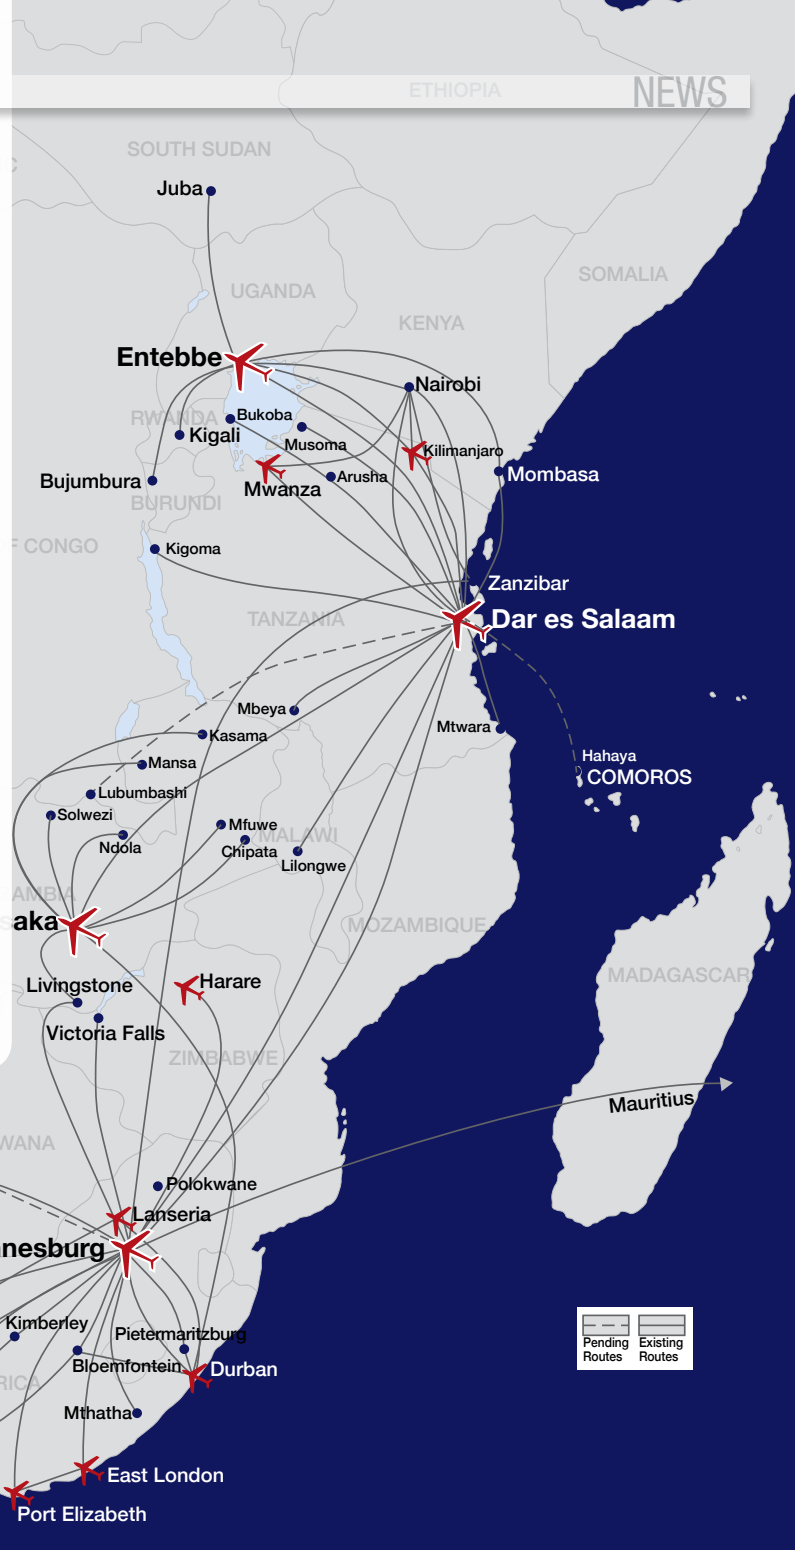 ETHIOPIA
NEWS
SOUTH SUDAN
C
Juba
SOMALIA
UGANDA
KENYA
Entebbe
Nairobi
RWANDA
Bukoba
Kigali
Musoma
Kilimanjaro
Mwanza
Arusha
Mombasa
Bujumbura
BURUNDI
F CONGO
Kigoma
Zanzibar
TANZANIA
Dar es Salaam
Mbeya
Kasama
Mtwara
Mansa
Hahaya
COMOROS
Lubumbashi
Solwezi
Mfuwe
MALAWI
Ndola
Chipata
Lilongwe
AMBIA
aka
MOZAMBIQUE
Livingstone
Harare
MADAGASCAR
Victoria Falls
ZIMBABWE
Mauritius
WANA
Polokwane
Lanseria
nesburg
Kimberley
Pietermaritzburg
Bloemfontein
Durban
RICA
Mthatha
East London
Port Elizabeth
Pending
Routes
Existing
Routes